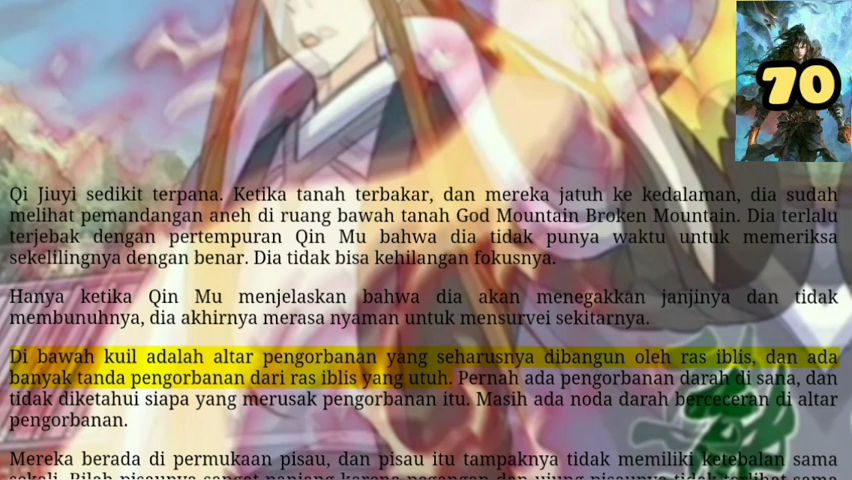 70
Qi Jiuyi sedikit terpana. Ketika tanah terbakar, dan mereka jatuh ke kedalaman, dia sudah
melihat pemandangan aneh di ruang bawah tanah God Mountain Broken Mountain. Dia terlalu
terjebak dengan pertempuran Qin Mu bahwa dia tidak punya waktu untuk memeriksa
sekelilingnya dengan benar. Dia tidak bisa kehilangan fokusnya.
Hanya ketika Qin Mu menjelaskan bahwa dia akan menegakkan janjinya dan tidak
membunuhnya, dia akhirnya merasa nyaman untuk mensurvei sekitarnya.
Di bawah kuil adalah altar pengorbanan yang seharusnya dibangun oleh ras iblis, dan ada
banyak tanda pengorbanan dari ras iblis yang utuh. Pernah ada pengorbanan darah di sana, dan
tidak diketahui siapa yang merusak pengorbanan itu. Masih ada noda darah berceceran di altar
pengorbanan.
Mereka berada di permukaan pisau, dan pisau itu tampaknya tidak memiliki ketebalan sama